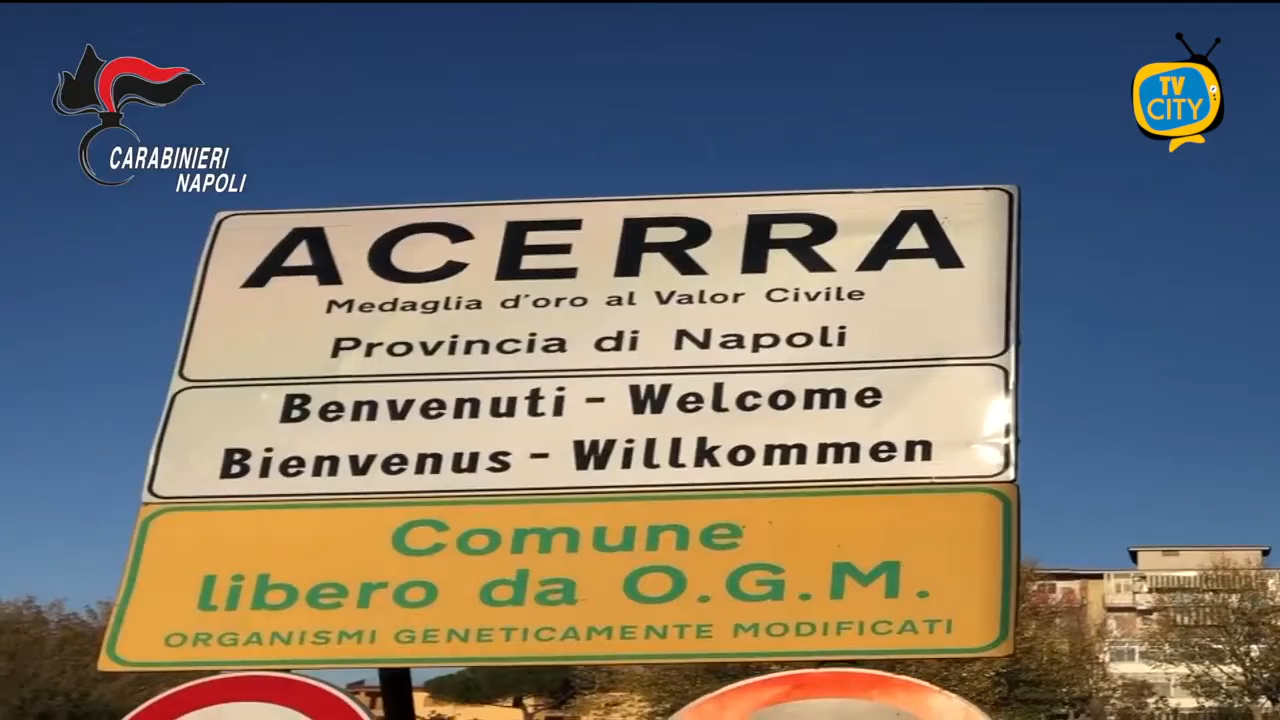 CARABINIERI
NAPOLI
TV
CITY
ACERRA
Medaglia d'oro al Valor Civile
Provincia di Napoli
Benvenuti - Welcome
Bienvenus - Willkommen
Comune
libero da O.G.M.
ORGANISMI GENETICAMENTE MODIFICATI